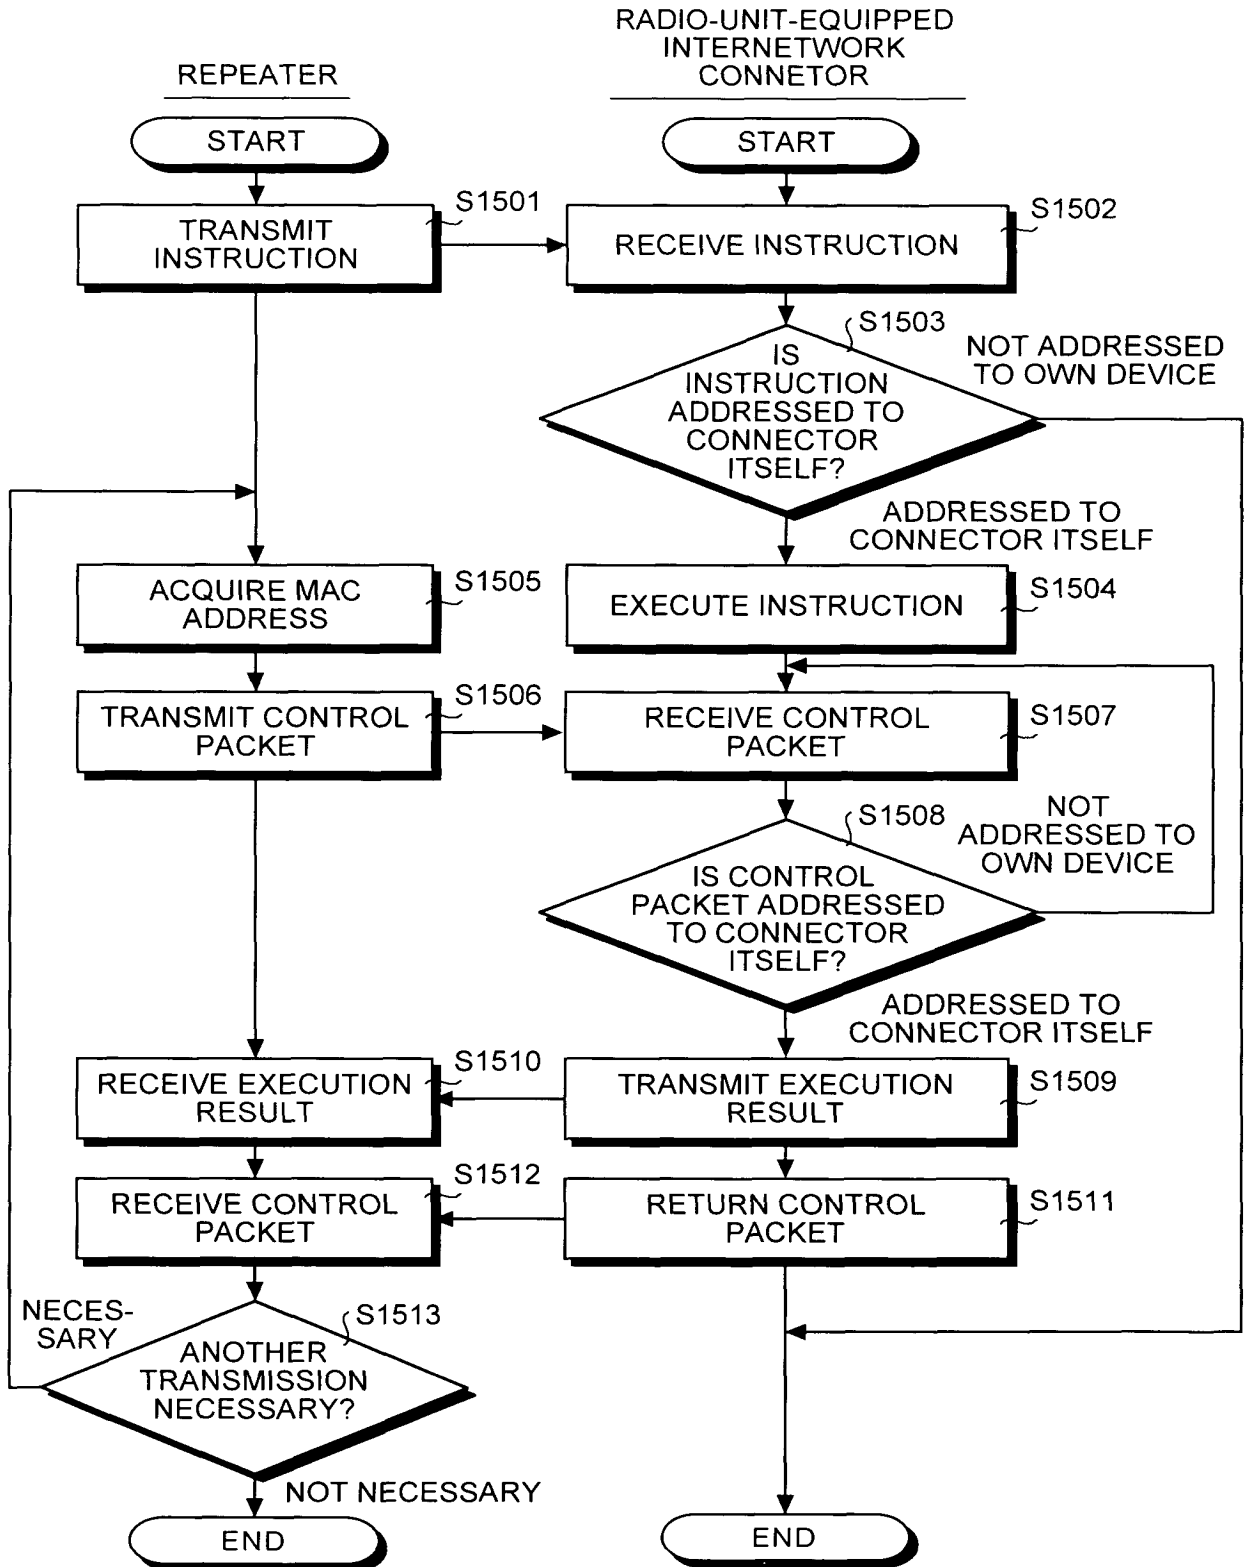 RADIO-UNIT-EQUIPPED
INTERNETWORK
CONNETOR
REPEATER
START
START
S1501
TRANSMIT
INSTRUCTION
S1502
RECEIVE INSTRUCTION
S1503
IS
INSTRUCTION
ADDRESSED TO
CONNECTOR
ITSELF?
NOT ADDRESSED
TO OWN DEVICE
ADDRESSED TO
CONNECTOR ITSELF
S1505
ACQUIRE MAC
ADDRESS
S1504
EXECUTE INSTRUCTION
S1506
TRANSMIT CONTROL
PACKET
S1507
RECEIVE CONTROL
PACKET
S1508
IS CONTROL
PACKET ADDRESSED
TO CONNECTOR
ITSELF?
NOT
ADDRESSED TO
OWN DEVICE
ADDRESSED TO
CONNECTOR ITSELF
S1510
RECEIVE EXECUTION
RESULT
S1509
TRANSMIT EXECUTION
RESULT
S1512
RECEIVE CONTROL
PACKET
S1511
RETURN CONTROL
PACKET
NECES-
SARY
S1513
ANOTHER
TRANSMISSION
NECESSARY?
NOT NECESSARY
END
END